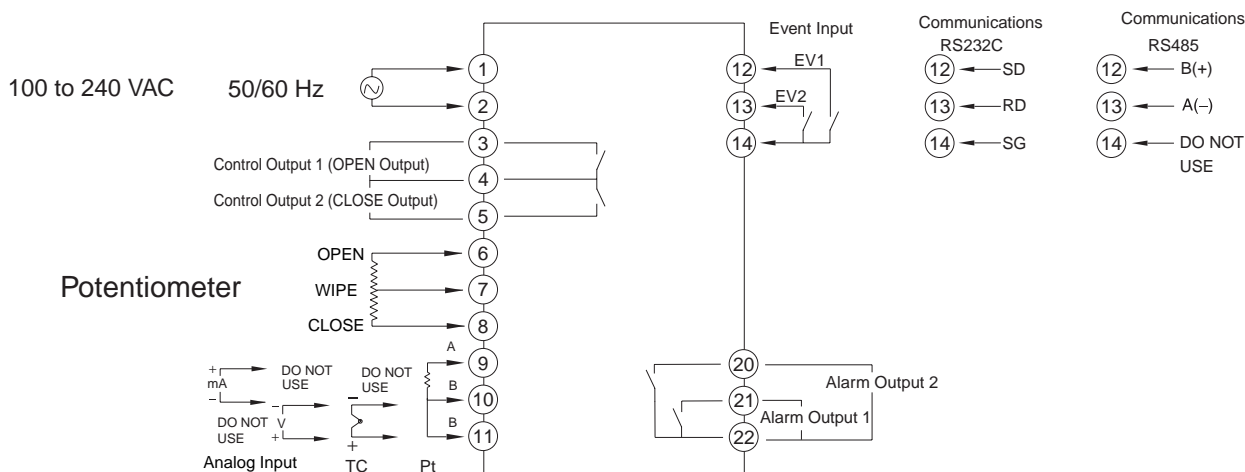 100 to 240 VAC 50/60 Hz
1
2
3
Control Output 1 (OPEN Output)
4
Control Output 2 (CLOSE Output)
5
Potentiometer
OPEN 6
WIPE 7
CLOSE 8
A 9
B 10
B 11
+
mA
−
DO NOT
USE
DO NOT
USE
−
V
+
Analog Input
DO NOT
USE
−
+
TC
Pt
Event Input
12 EV1
13 EV2
14
Communications
RS232C
12 SD
13 RD
14 SG
Communications
RS485
12 B(+)
13 A(−)
14 DO NOT
USE
20
Alarm Output 2
21
Alarm Output 1
22